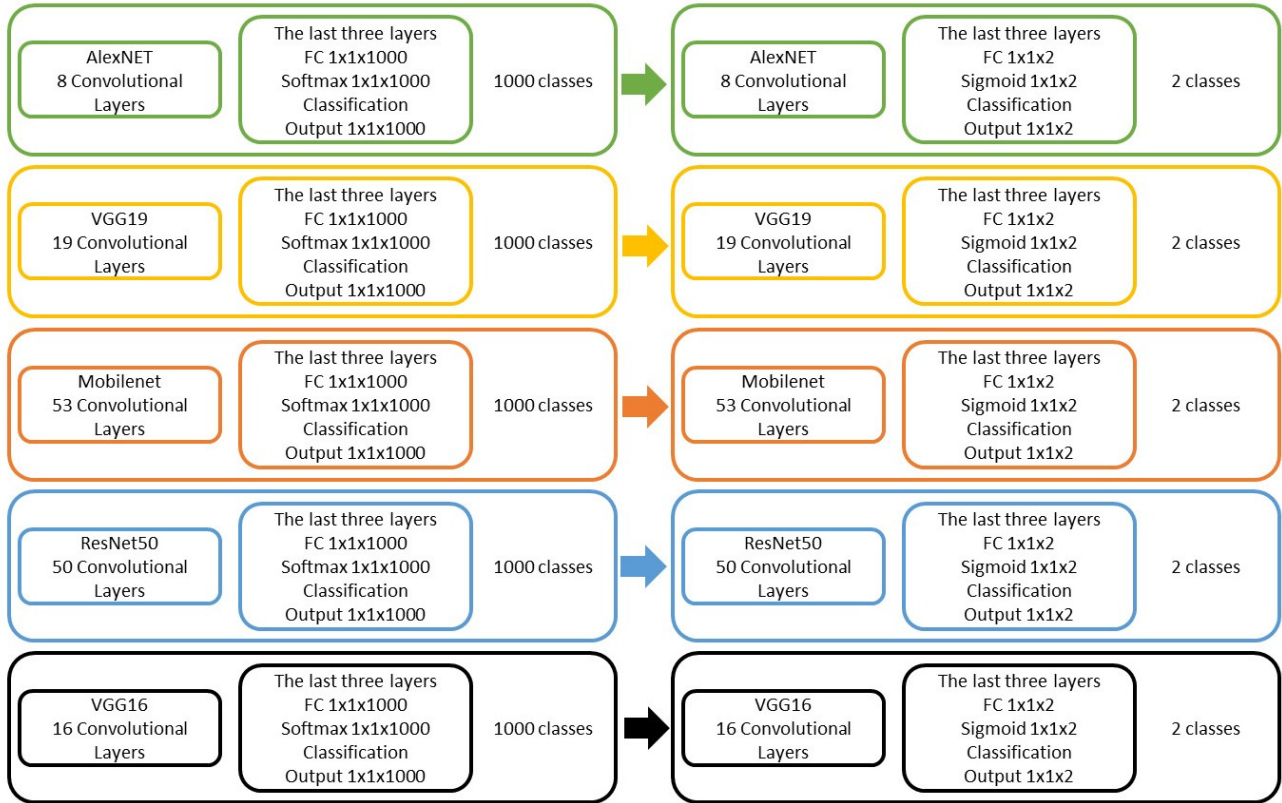 AlexNET
8 Convolutional
Layers
The last three layers
FC 1x1x1000
Softmax 1x1x1000
Classification
Output 1x1x1000
1000 classes
AlexNET
8 Convolutional
Layers
The last three layers
FC 1x1x2
Sigmoid 1x1x2
Classification
Output 1x1x2
2 classes
VGG19
19 Convolutional
Layers
The last three layers
FC 1x1x1000
Softmax 1x1x1000
Classification
Output 1x1x1000
1000 classes
VGG19
19 Convolutional
Layers
The last three layers
FC 1x1x2
Sigmoid 1x1x2
Classification
Output 1x1x2
2 classes
Mobilenet
53 Convolutional
Layers
The last three layers
FC 1x1x1000
Softmax 1x1x1000
Classification
Output 1x1x1000
1000 classes
Mobilenet
53 Convolutional
Layers
The last three layers
FC 1x1x2
Sigmoid 1x1x2
Classification
Output 1x1x2
2 classes
ResNet50
50 Convolutional
Layers
The last three layers
FC 1x1x1000
Softmax 1x1x1000
Classification
Output 1x1x1000
1000 classes
ResNet50
50 Convolutional
Layers
The last three layers
FC 1x1x2
Sigmoid 1x1x2
Classification
Output 1x1x2
2 classes
VGG16
16 Convolutional
Layers
The last three layers
FC 1x1x1000
Softmax 1x1x1000
Classification
Output 1x1x1000
1000 classes
VGG16
16 Convolutional
Layers
The last three layers
FC 1x1x2
Sigmoid 1x1x2
Classification
Output 1x1x2
2 classes